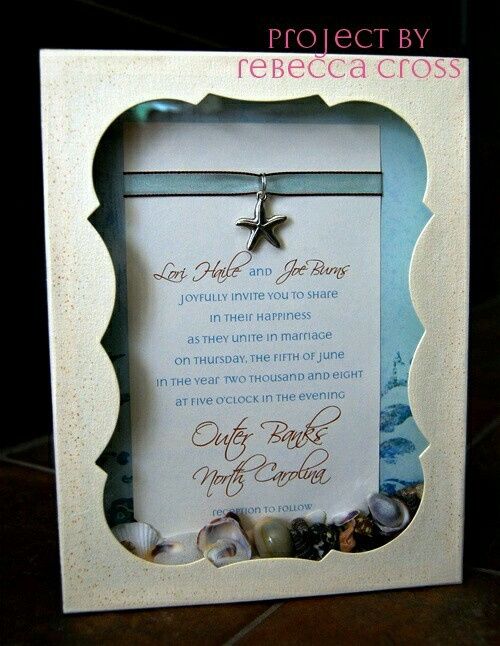 PROJECT BY
REBECCA CROSS
Lori Haile AND Joe Burns
JOYFULLY INVITE YOU TO SHARE
IN THEIR HAPPINESS
AS THEY UNITE IN MARRIAGE
ON THURSDAY, THE FIFTH OF JUNE
IN THE YEAR TWO THOUSAND AND EIGHT
AT FIVE O'CLOCK IN THE EVENING
Outer Banks
North Carolina
RECEPTION TO FOLLOW